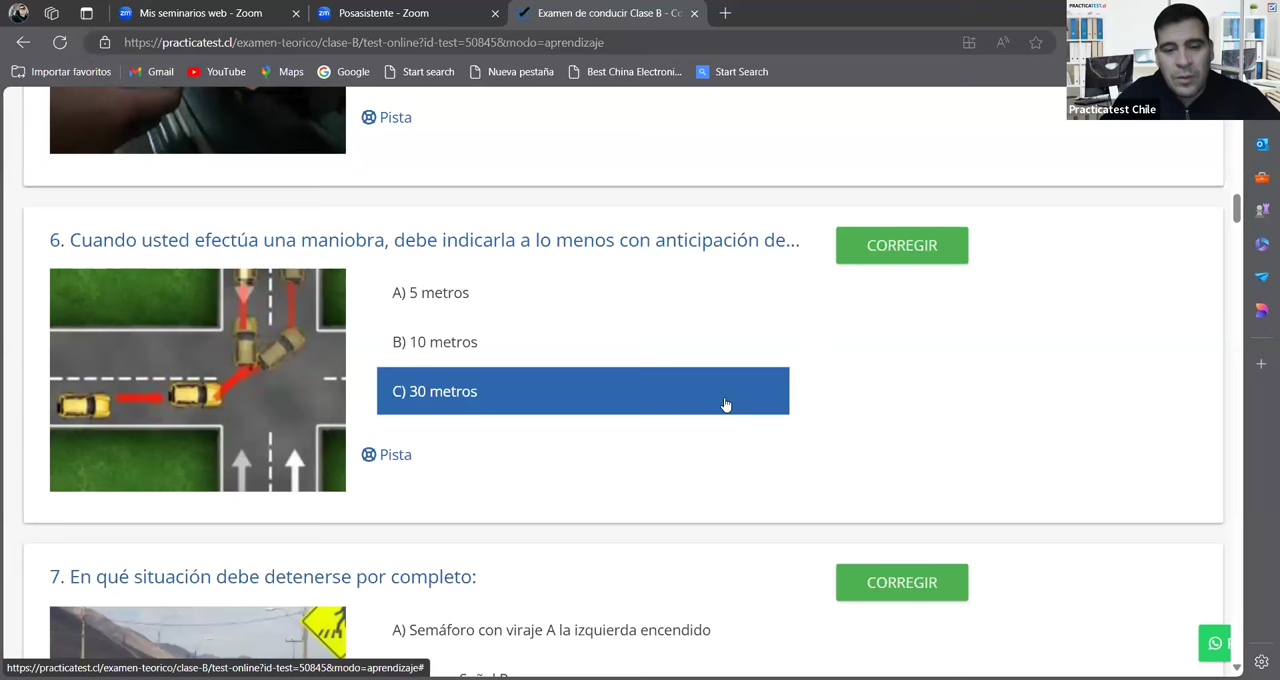 Mis seminarios web - Zoom
Posasistente - Zoom
Examen de conducir Clase B - Co
https://practicatest.cl/examen-teorico/clase-B/test-online?id-test=50845&modo=aprendizaje
Importar favoritos
Gmail
YouTube
Maps
Google
Start search
Nueva pestaña
Best China Electroni...
Start Search
PRACTICATEST.cl
Practicatest Chile
Pista
6. Cuando usted efectúa una maniobra, debe indicarla a lo menos con anticipación de...
CORREGIR
A) 5 metros
B) 10 metros
C) 30 metros
Pista
7. En qué situación debe detenerse por completo:
CORREGIR
A) Semáforo con viraje A la izquierda encendido
https://practicatest.cl/examen-teorico/clase-B/test-online?id-test=50845&modo=aprendizaje#